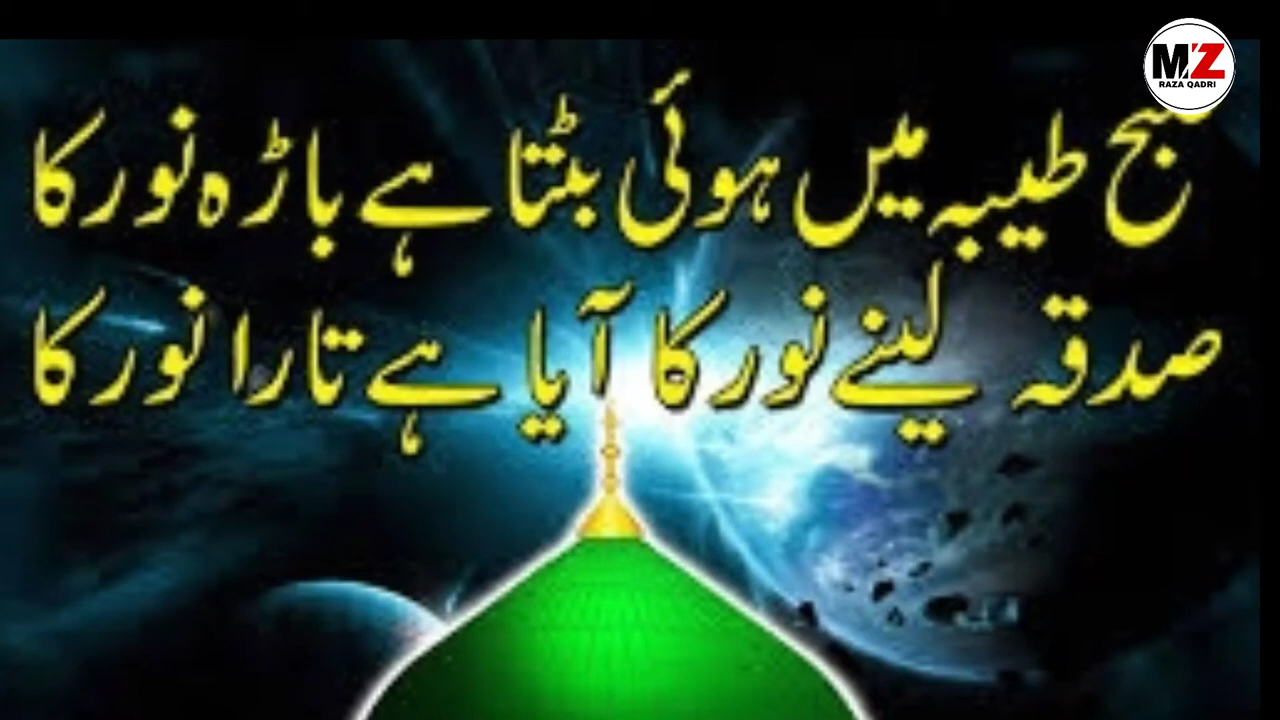 M'Z
RAZA QADRI
صبح طیبہ میں ہوئی بٹتا ہے باڑہ نور کا
صدقہ لینے نور کا آیا ہے تارا نور کا